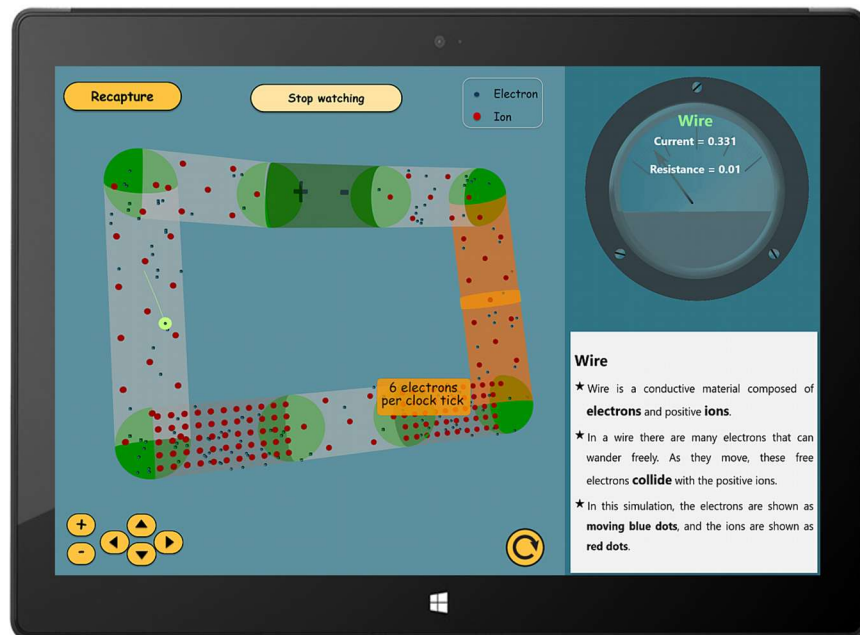 Recapture
Stop watching
Electron
Ion
+ -
6 electrons
per clock tick
+
-
Wire
Current = 0.331
Resistance = 0.01
Wire
★ Wire is a conductive material composed of
electrons and positive ions.
★ In a wire there are many electrons that can
wander freely. As they move, these free
electrons collide with the positive ions.
★ In this simulation, the electrons are shown as
moving blue dots, and the ions are shown as
red dots.